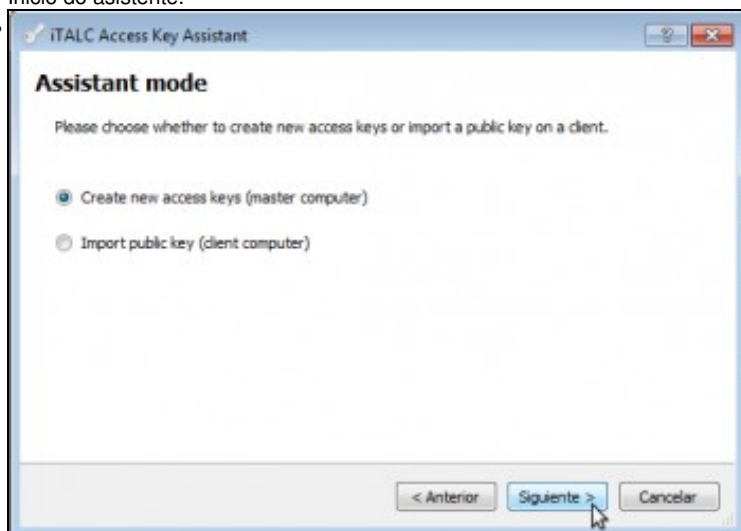 Inicio do asistente.
iTALC Access Key Assistant
Assistant mode
Please choose whether to create new access keys or import a public key on a client.
Create new access keys (master computer)
Import public key (client computer)
< Anterior Siguiente > Cancelar